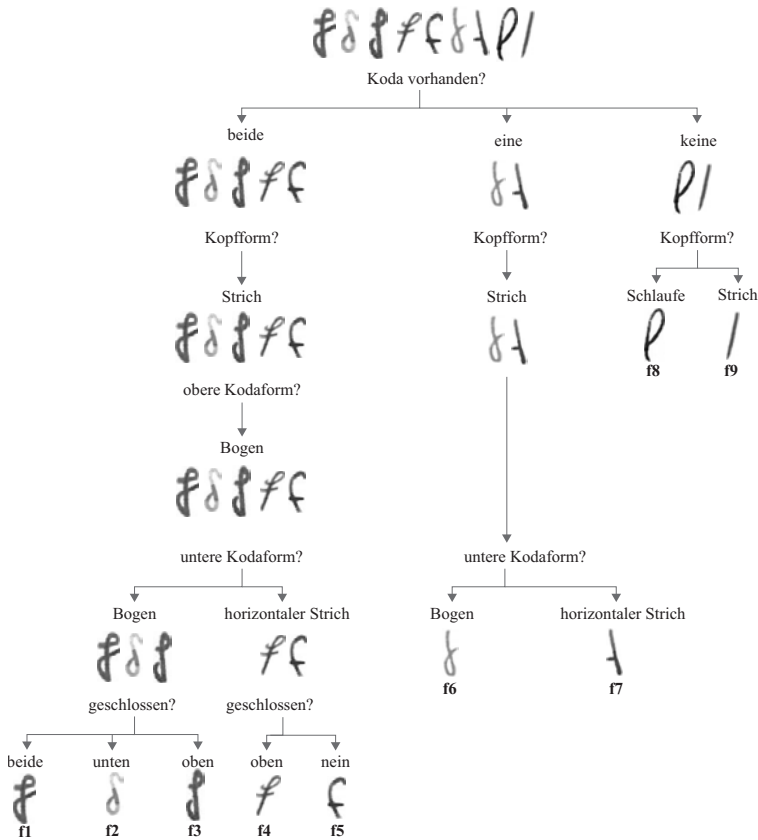 Koda vorhanden?
beide eine keine
Kopfform? Kopfform? Kopfform?
Strich Strich Schlaufe Strich
f8 f9
obere Kodaform?
Bogen
untere Kodaform? untere Kodaform?
Bogen horizontaler Strich Bogen horizontaler Strich
f6 f7
geschlossen? geschlossen?
beide unten oben oben nein
f1 f2 f3 f4 f5